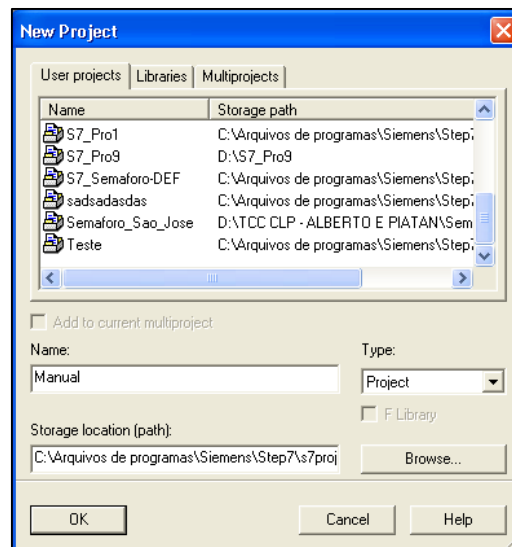 New Project
User projects Libraries Multiprojects
Name Storage path
S7_Pro1 C:\Arquivos de programas\Siemens\Step7
S7_Pro9 D:\S7_Pro9
S7_Semaforo-DEF C:\Arquivos de programas\Siemens\Step7
sadsadasdas C:\Arquivos de programas\Siemens\Step7
Semaforo_Sao_Jose D:\TCC CLP - ALBERTO E PIATAN\Sem
Teste C:\Arquivos de programas\Siemens\Step7
Add to current multiproject
Name: Type:
Manual Project
F Library
Storage location (path):
C:\Arquivos de programas\Siemens\Step7\s7proj Browse...
OK Cancel Help